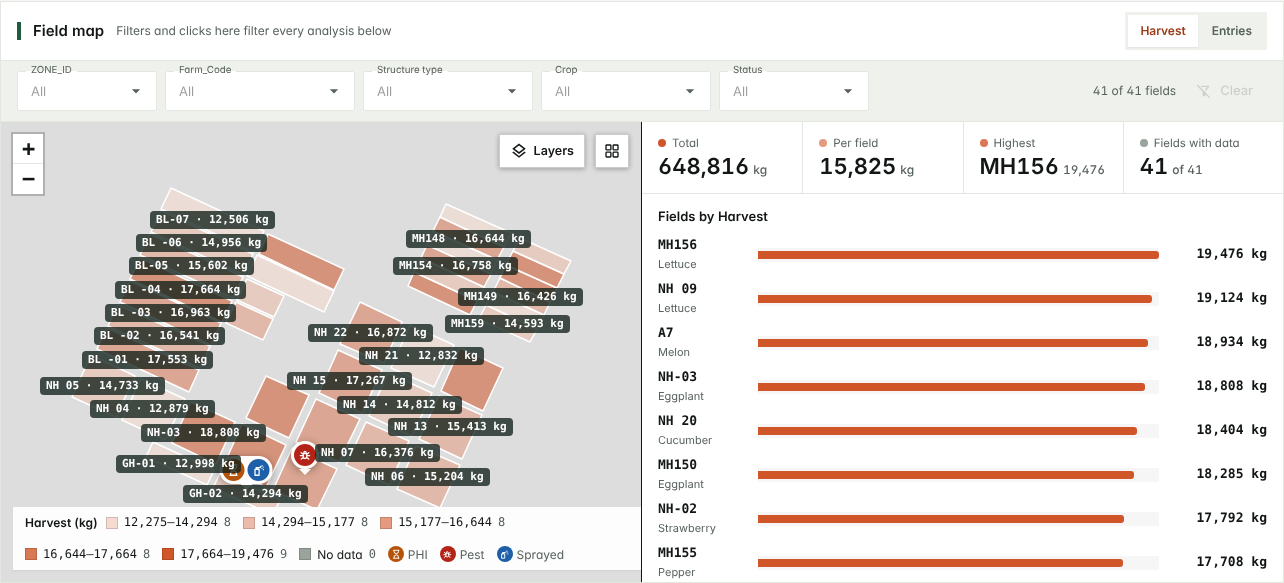 Field map Filters and clicks here filter every analysis below Harvest Entries
ZONE_ID Farm_Code Structure type Crop Status
All All All All All 41 of 41 fields Clear
+
−
Layers
Total Per field Highest Fields with data
648,816 kg 15,825 kg MH156 19,476 41 of 41
BL-07 · 12,506 kg
BL -06 · 14,956 kg
BL-05 · 15,602 kg
BL -04 · 17,664 kg
BL -03 · 16,963 kg
BL -02 · 16,541 kg
BL -01 · 17,553 kg
NH 05 · 14,733 kg
NH 04 · 12,879 kg
NH-03 · 18,808 kg
GH-01 · 12,998 kg
GH-02 · 14,294 kg
MH148 · 16,644 kg
MH154 · 16,758 kg
MH149 · 16,426 kg
MH159 · 14,593 kg
NH 22 · 16,872 kg
NH 21 · 12,832 kg
NH 15 · 17,267 kg
NH 14 · 14,812 kg
NH 13 · 15,413 kg
NH 07 · 16,376 kg
NH 06 · 15,204 kg
Harvest (kg) 12,275–14,294 8 14,294–15,177 8 15,177–16,644 8
16,644–17,664 8 17,664–19,476 9 No data 0 PHI Pest Sprayed
Fields by Harvest
MH156
Lettuce
19,476 kg
NH 09
Lettuce
19,124 kg
A7
Melon
18,934 kg
NH-03
Eggplant
18,808 kg
NH 20
Cucumber
18,404 kg
MH150
Eggplant
18,285 kg
NH-02
Strawberry
17,792 kg
MH155
Pepper
17,708 kg